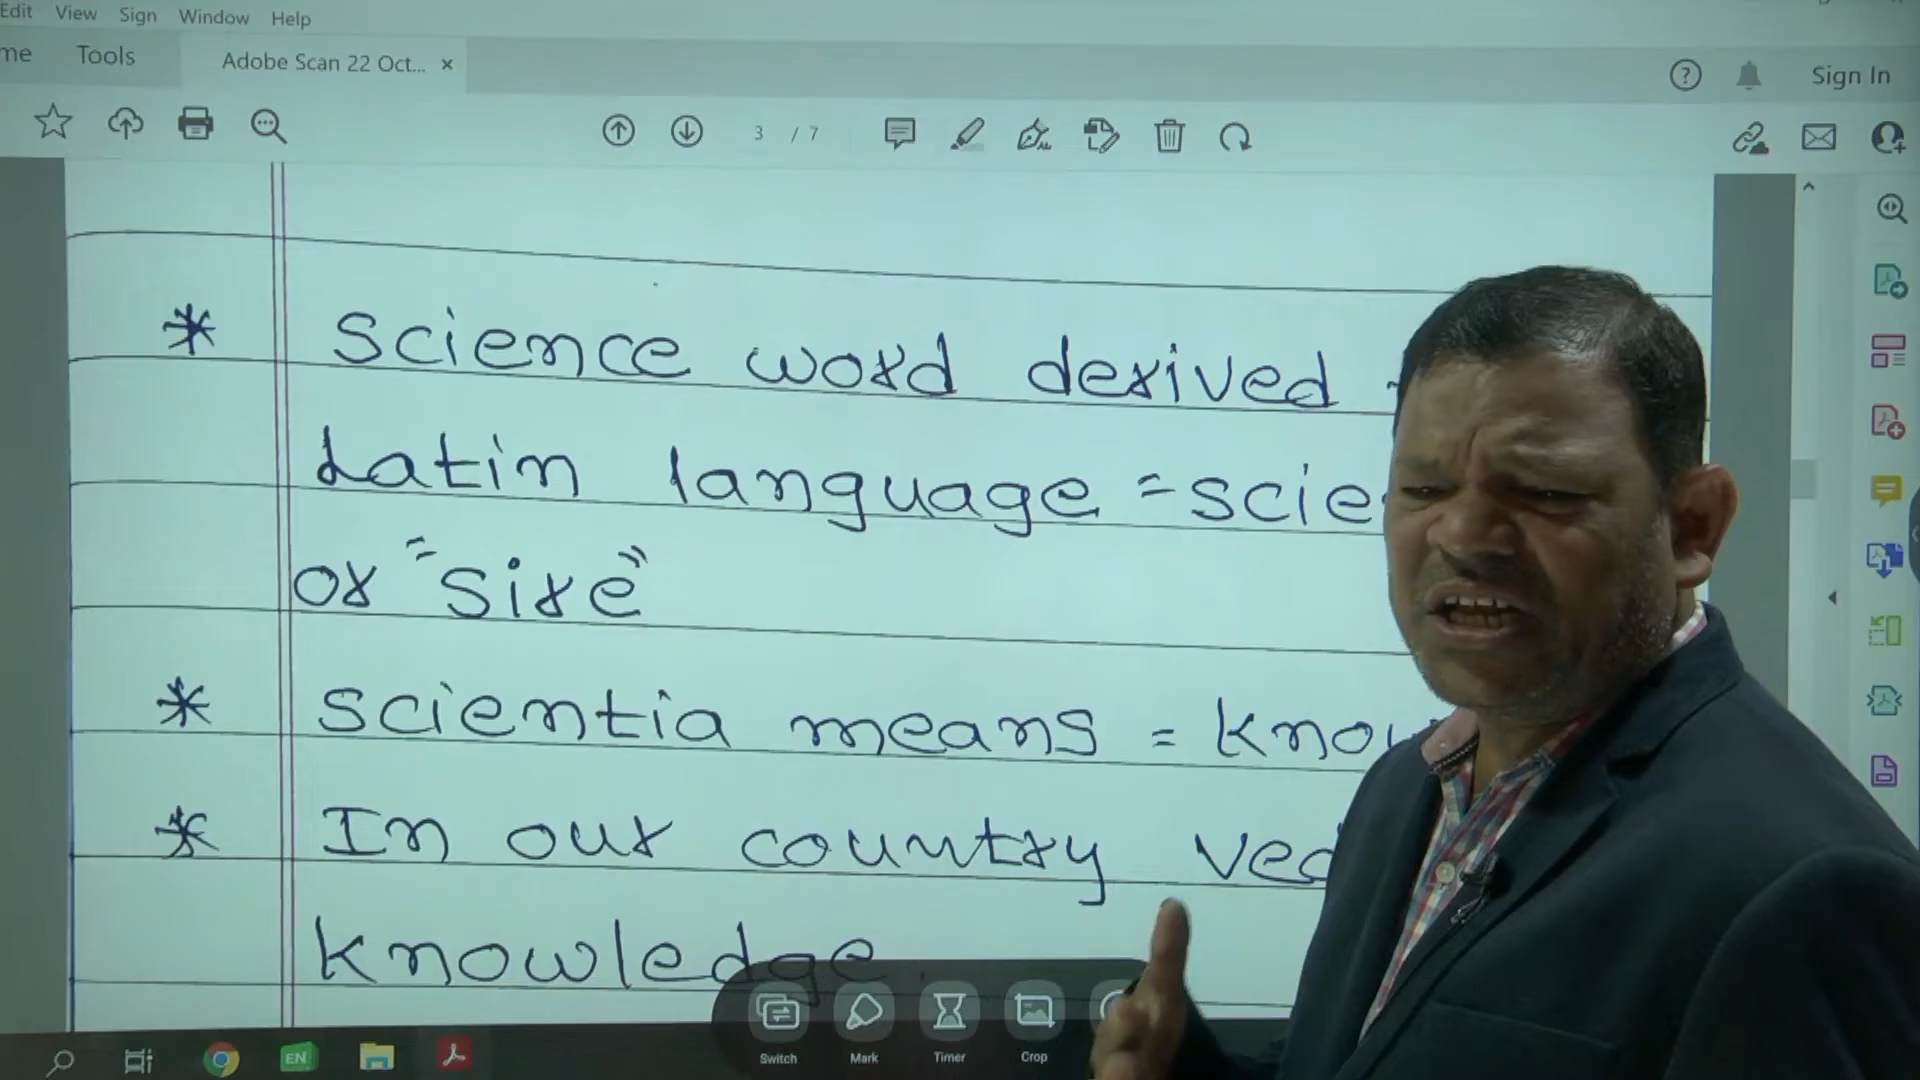 Edit View Sign Window Help
me Tools Adobe Scan 22 Oct... ×
Sign In
3 / 7
* Science word derived
Latin language = scie
or "sire"
* Scientia means = know
* In our country ved
knowledge.
Switch Mark Timer Crop
EN